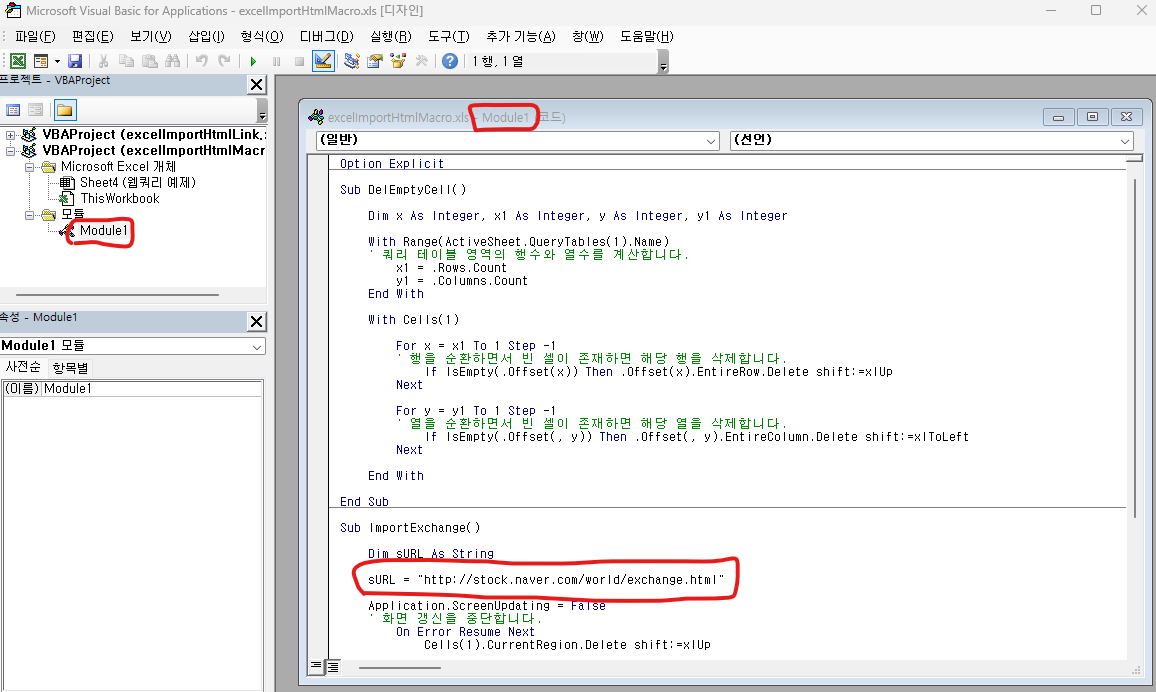 Microsoft Visual Basic for Applications - excelImportHtmlMacro.xls [디자인]
파일(F) 편집(E) 보기(V) 삽입(I) 형식(O) 디버그(D) 실행(R) 도구(T) 추가 기능(A) 창(W) 도움말(H)
1 행, 1 열
프로젝트 - VBAProject
VBAProject (excelImportHtmlLink,
VBAProject (excelImportHtmlMacr
Microsoft Excel 개체
Sheet4 (웹쿼리 예제)
ThisWorkbook
모듈
Module1
속성 - Module1
Module1 모듈
사전순 항목별
(이름) Module1
excelImportHtmlMacro.xls - Module1 (코드)
(일반) (선언)
Option Explicit
Sub DelEmptyCell()
Dim x As Integer, x1 As Integer, y As Integer, y1 As Integer
With Range(ActiveSheet.QueryTables(1).Name)
' 쿼리 테이블 영역의 행수와 열수를 계산합니다.
x1 = .Rows.Count
y1 = .Columns.Count
End With
With Cells(1)
For x = x1 To 1 Step -1
' 행을 순환하면서 빈 셀이 존재하면 해당 행을 삭제합니다.
If IsEmpty(.Offset(x)) Then .Offset(x).EntireRow.Delete shift:=xlUp
Next
For y = y1 To 1 Step -1
' 열을 순환하면서 빈 셀이 존재하면 해당 열을 삭제합니다.
If IsEmpty(.Offset(, y)) Then .Offset(, y).EntireColumn.Delete shift:=xlToLeft
Next
End With
End Sub
Sub ImportExchange()
Dim sURL As String
sURL = "http://stock.naver.com/world/exchange.html"
Application.ScreenUpdating = False
' 화면 갱신을 중단합니다.
On Error Resume Next
Cells(1).CurrentRegion.Delete shift:=xlUp